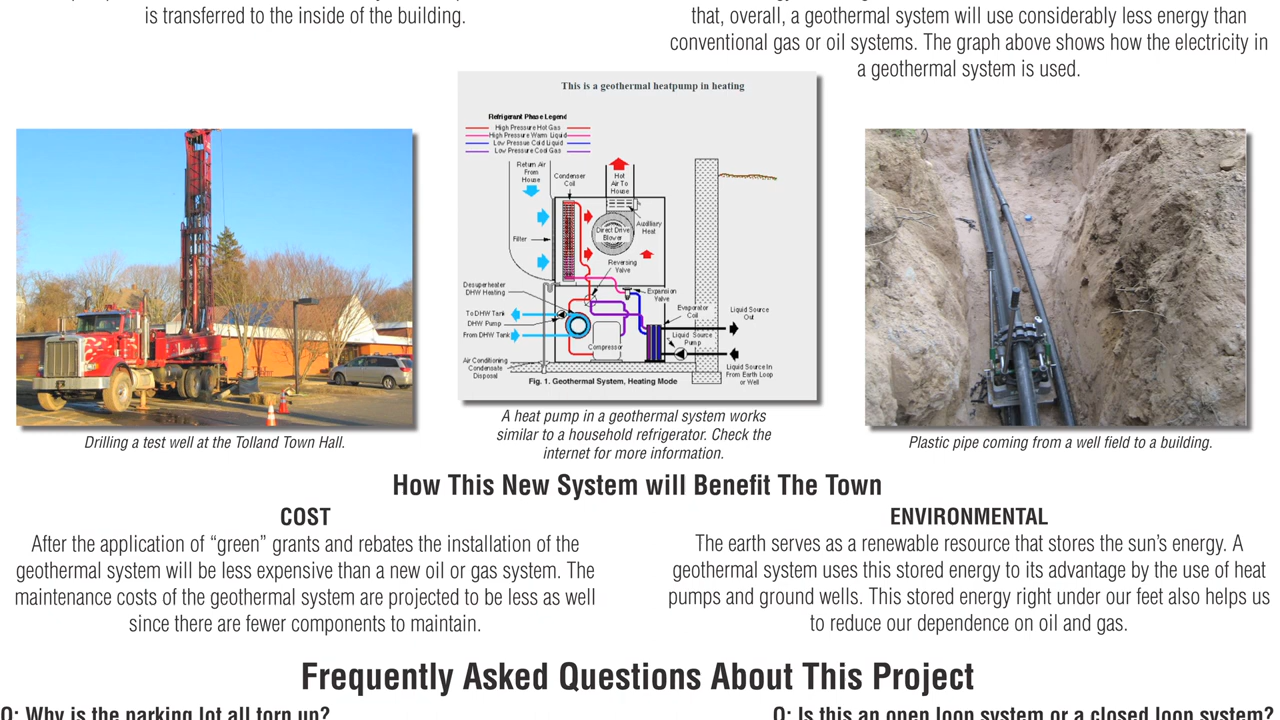 is transferred to the inside of the building.
that, overall, a geothermal system will use considerably less energy than
conventional gas or oil systems. The graph above shows how the electricity in
a geothermal system is used.
This is a geothermal heatpump in heating
Refrigerant Phase Legend
High Pressure Hot Gas
High Pressure Warm Liquid
Low Pressue Cold Liquid
Low Pressure Cool Gas
Return Air
From
House
Condenser
Coil
Hot
Air To
House
Auxiliary
Heat
Direct Drive
Blower
Filter
Reversing
Valve
Desuperheater
DHW Heating
Expansion
Valve
To DHW Tank
DHW Pump
From DHW Tank
Evaporator
Coil
Liquid Source
Out
Liquid Source
Pump
Compressor
Air Conditioning
Condensate
Disposal
Liquid Source In
From Earth Loop
or Well
Fig. 1. Geothermal System, Heating Mode
Drilling a test well at the Tolland Town Hall.
A heat pump in a geothermal system works
similar to a household refrigerator. Check the
internet for more information.
Plastic pipe coming from a well field to a building.
How This New System will Benefit The Town
COST
After the application of “green” grants and rebates the installation of the
geothermal system will be less expensive than a new oil or gas system. The
maintenance costs of the geothermal system are projected to be less as well
since there are fewer components to maintain.
ENVIRONMENTAL
The earth serves as a renewable resource that stores the sun’s energy. A
geothermal system uses this stored energy to its advantage by the use of heat
pumps and ground wells. This stored energy right under our feet also helps us
to reduce our dependence on oil and gas.
Frequently Asked Questions About This Project
Q: Why is the parking lot all torn up?
Q: Is this an open loop system or a closed loop system?